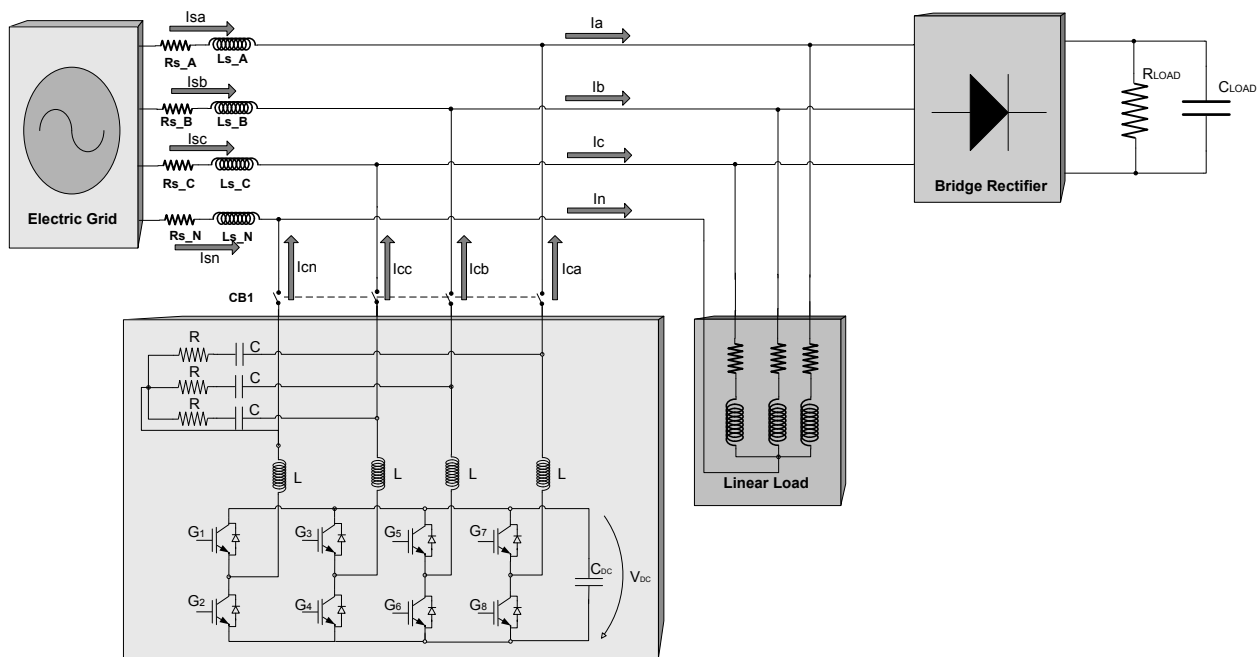 Isa
Rs_A
Ls_A
Ia
Isb
Rs_B
Ls_B
Ib
Isc
Rs_C
Ls_C
Ic
Electric Grid
Rs_N
Ls_N
Isn
In
Bridge Rectifier
RLOAD
CLOAD
Icn
Icc
Icb
Ica
CB1
R
C
R
C
R
C
L
L
L
L
Linear Load
G1
G3
G5
G7
CDC
VDC
G2
G4
G6
G8